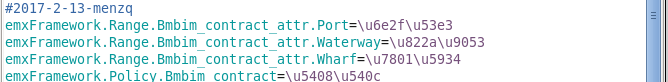 #2017-2-13-menzq
emxFramework.Range.Bmbim_contract_attr.Port=\u6e2f\u53e3
emxFramework.Range.Bmbim_contract_attr.Waterway=\u822a\u9053
emxFramework.Range.Bmbim_contract_attr.Wharf=\u7801\u5934
emxFramework.Policy.Bmbim_contract=\u5408\u540c